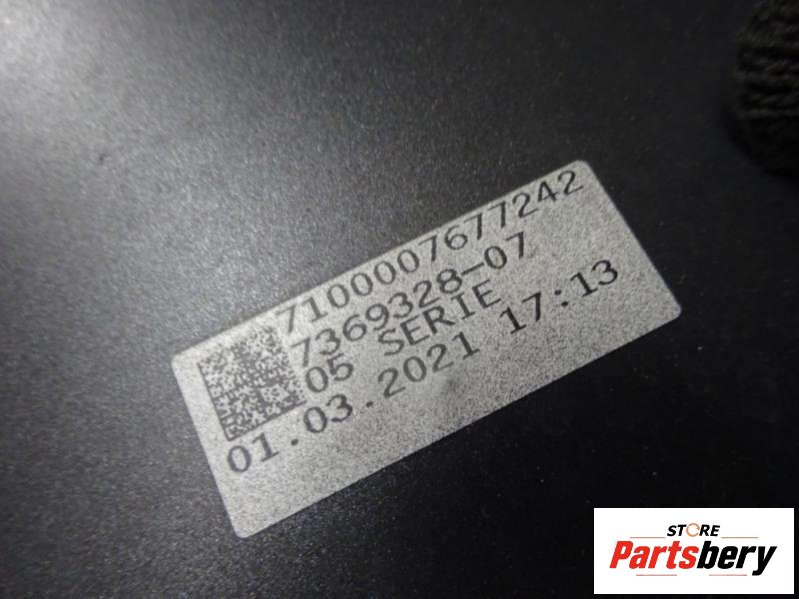 7100007677242
7369328-07
05 SERIE
01.03.2021 17:13
STORE
Partsbery